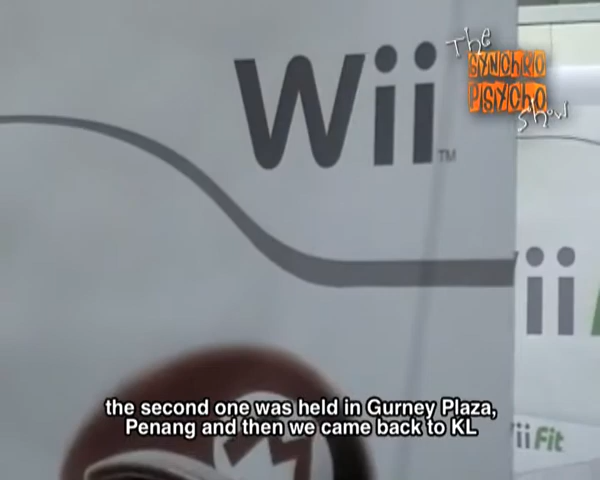 Wii
TM
The
SYNCHRO
PSYCHO
Show
ii
the second one was held in Gurney Plaza,
Penang and then we came back to KL
ii Fit